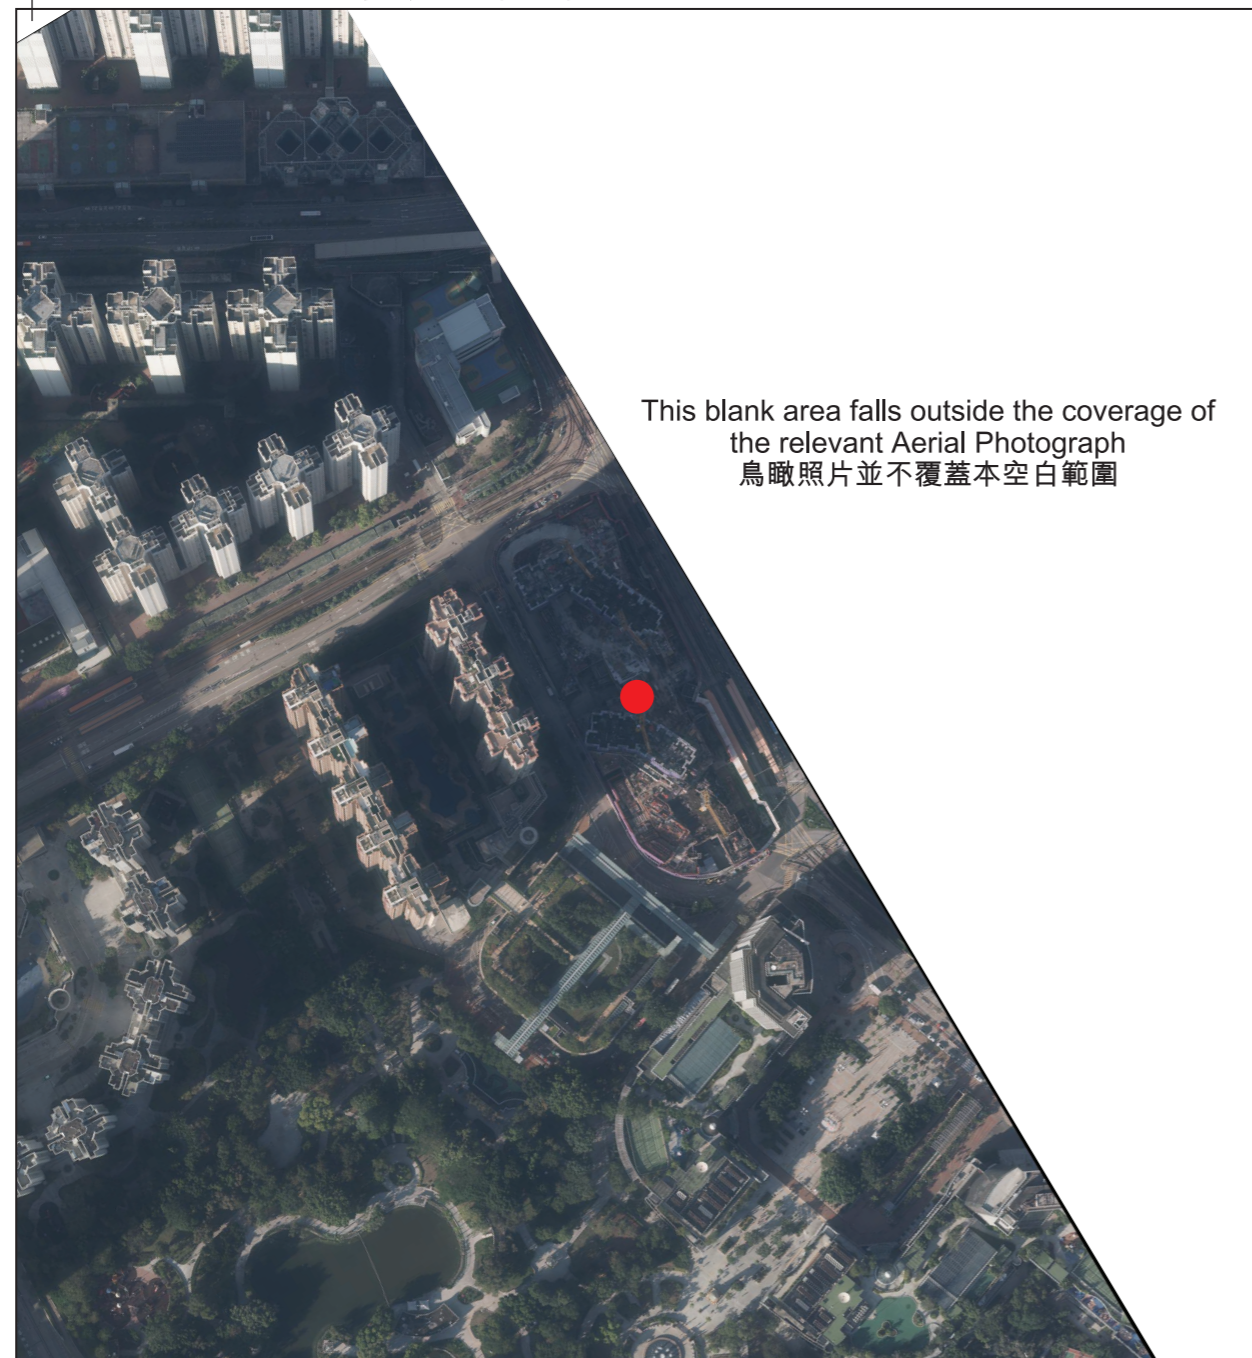 This blank area falls outside the coverage of
the relevant Aerial Photograph
鳥瞰照片並不覆蓋本空白範圍